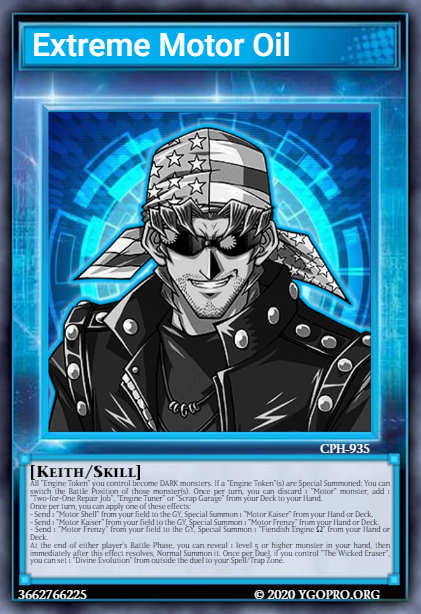 Extreme Motor Oil
CPH-935
[Keith/Skill]
All "Engine Token" you control become DARK monsters. If a "Engine Token"(s) are Special Summoned: You can
switch the Battle Position of those monster(s). Once per turn, you can discard 1 "Motor" monster, add 1
"Two-for-One Repair Job", "Engine Tuner" or "Scrap Garage" from your Deck to your Hand.
Once per turn, you can apply one of these effects:
- Send 1 "Motor Shell" from your field to the GY, Special Summon 1 "Motor Kaiser" from your Hand or Deck.
- Send 1 "Motor Kaiser" from your field to the GY, Special Summon 1 "Motor Frenzy" from your Hand or Deck.
- Send 1 "Motor Frenzy" from your field to the GY, Special Summon 1 "Fiendish Engine Ω" from your Hand or
Deck.
At the end of either player's Battle Phase, you can reveal 1 level 5 or higher monster in your hand, then
immediately after this effect resolves, Normal Summon it. Once per Duel, if you control "The Wicked Eraser",
you can set 1 "Divine Evolution" from outside the duel to your Spell/Trap Zone.
3662766225
© 2020 YGOPRO.ORG